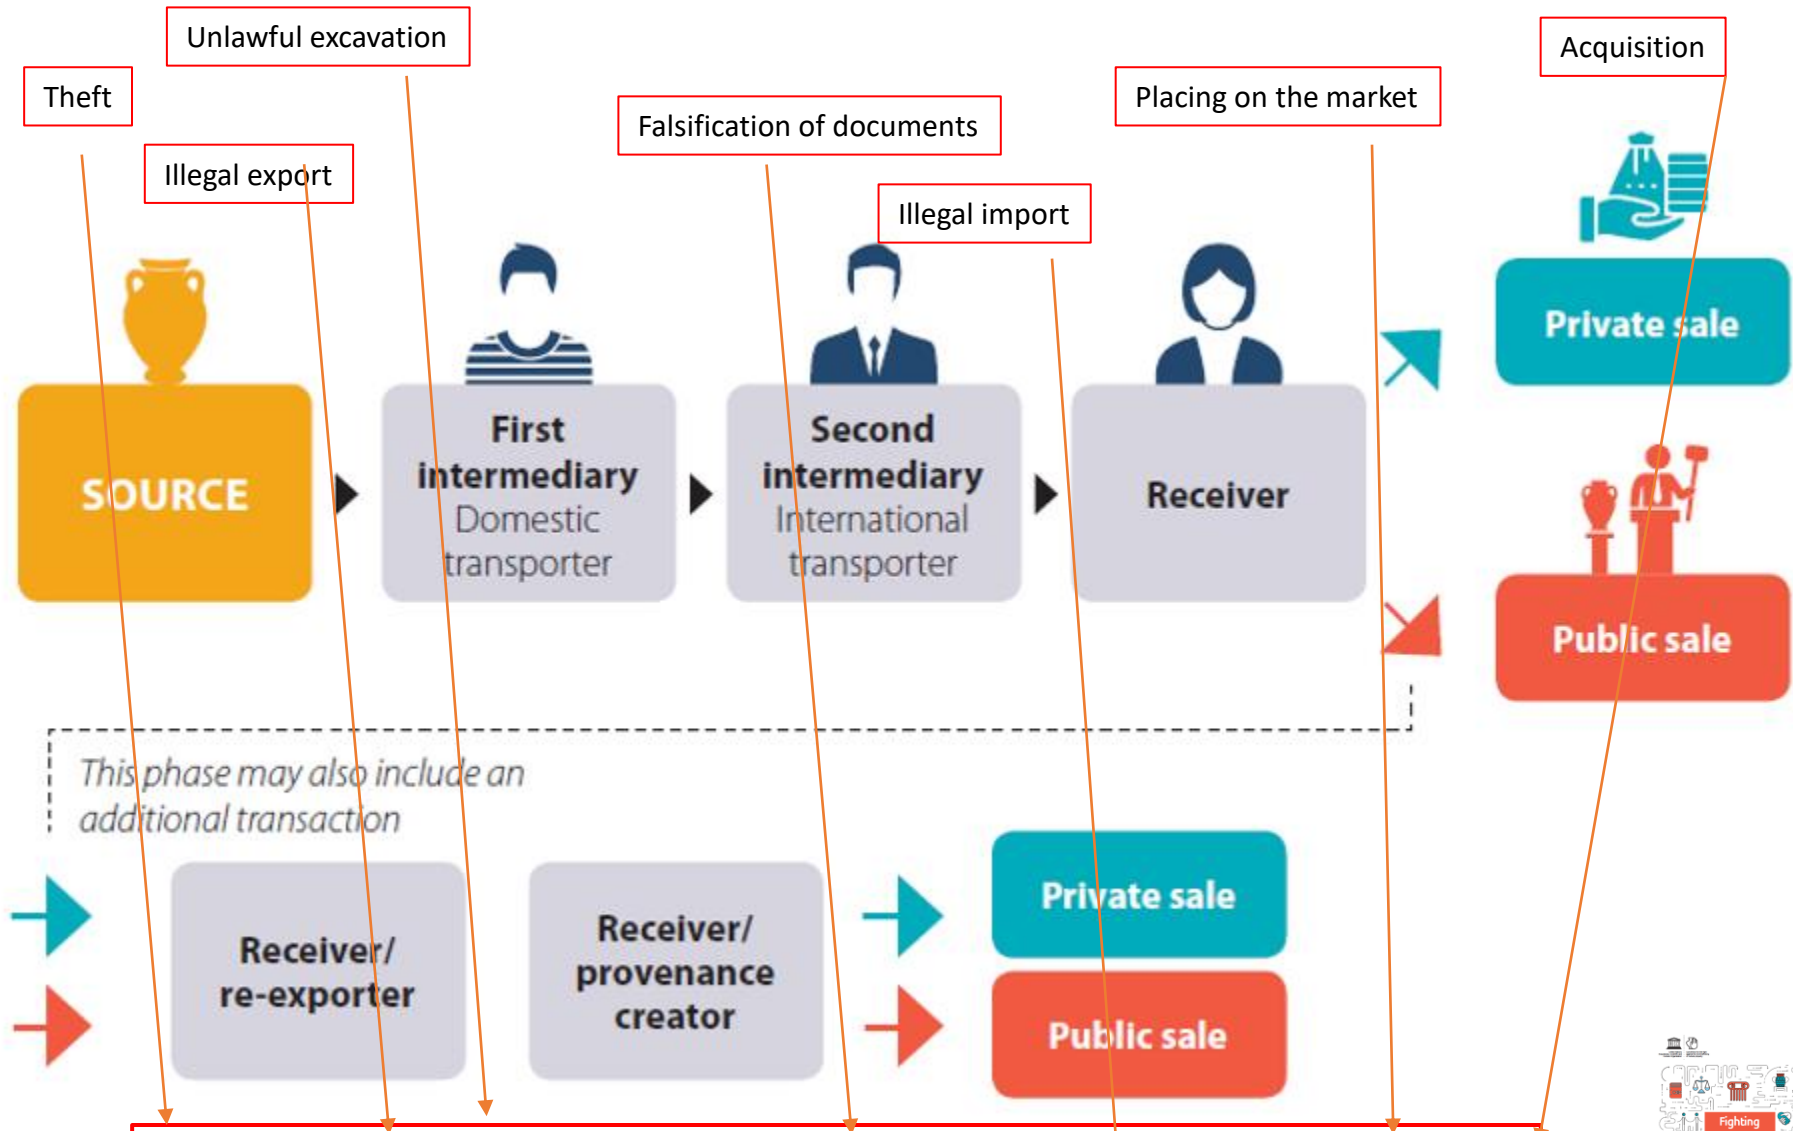 Unlawful excavation
Acquisition
Theft
Placing on the market
Falsification of documents
Illegal export
Illegal import
Private sale
First
intermediary
Domestic
transporter
Second
intermediary
International
transporter
SOURCE
Receiver
Public sale
This phase may also include an
additional transaction
Receiver/
re-exporter
Receiver/
provenance
creator
Private sale
Public sale
Fighting